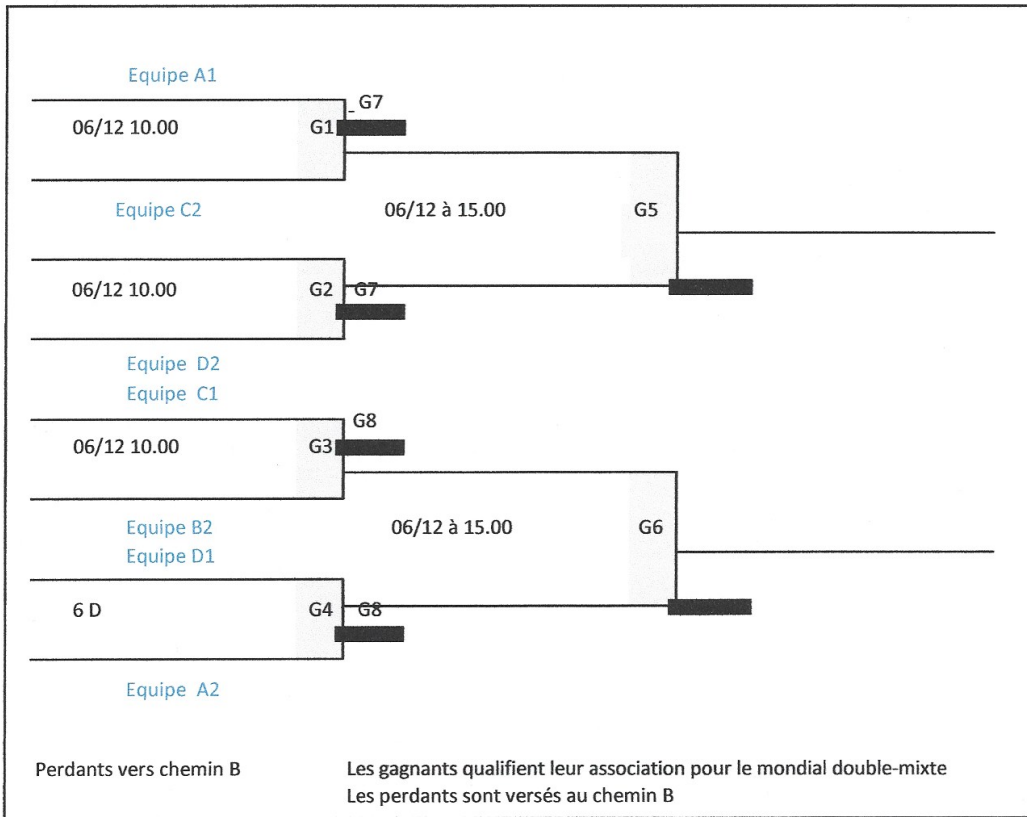 Equipe A1
G7
06/12 10.00 G1
Equipe C2
06/12 à 15.00 G5
06/12 10.00 G2 G7
Equipe D2
Equipe C1
G8
06/12 10.00 G3
Equipe B2
06/12 à 15.00 G6
Equipe D1
6 D G4 G8
Equipe A2
Perdants vers chemin B
Les gagnants qualifient leur association pour le mondial double-mixte
Les perdants sont versés au chemin B